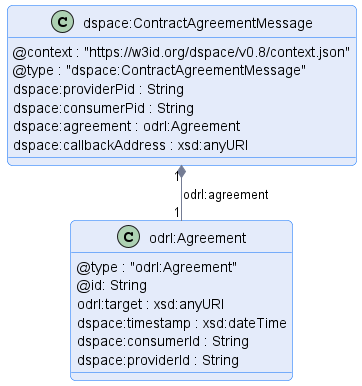 C dspace:ContractAgreementMessage
@context : "https://w3id.org/dspace/v0.8/context.json"
@type : "dspace:ContractAgreementMessage"
dspace:providerPid : String
dspace:consumerPid : String
dspace:agreement : odrl:Agreement
dspace:callbackAddress : xsd:anyURI
1
odrl:agreement
1
C odrl:Agreement
@type : "odrl:Agreement"
@id: String
odrl:target : xsd:anyURI
dspace:timestamp : xsd:dateTime
dspace:consumerId : String
dspace:providerId : String